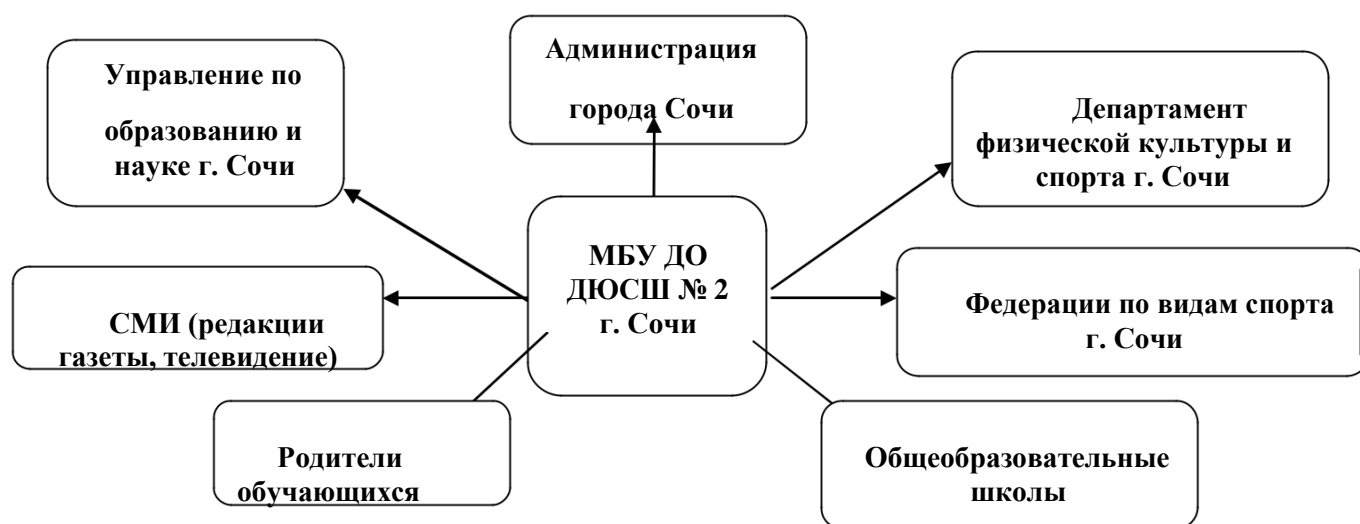 Администрация
города Сочи
Управление по
образованию и
науке г. Сочи
Департамент
физической культуры и
спорта г. Сочи
МБУ ДО
ДЮСШ № 2
г. Сочи
СМИ (редакции
газеты, телевидение)
Федерации по видам спорта
г. Сочи
Родители
обучающихся
Общеобразовательные
школы